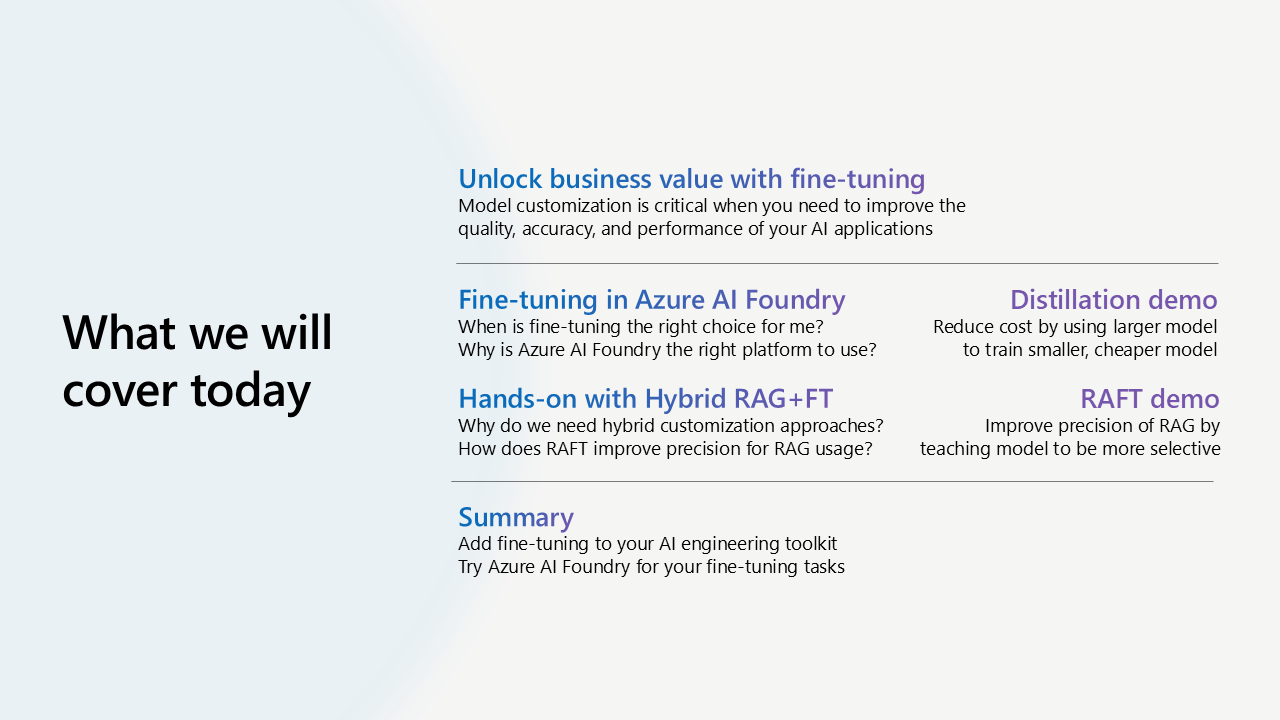 What we will
cover today
Unlock business value with fine-tuning
Model customization is critical when you need to improve the
quality, accuracy, and performance of your AI applications
Fine-tuning in Azure AI Foundry
When is fine-tuning the right choice for me?
Why is Azure AI Foundry the right platform to use?
Distillation demo
Reduce cost by using larger model
to train smaller, cheaper model
Hands-on with Hybrid RAG+FT
Why do we need hybrid customization approaches?
How does RAFT improve precision for RAG usage?
RAFT demo
Improve precision of RAG by
teaching model to be more selective
Summary
Add fine-tuning to your AI engineering toolkit
Try Azure AI Foundry for your fine-tuning tasks